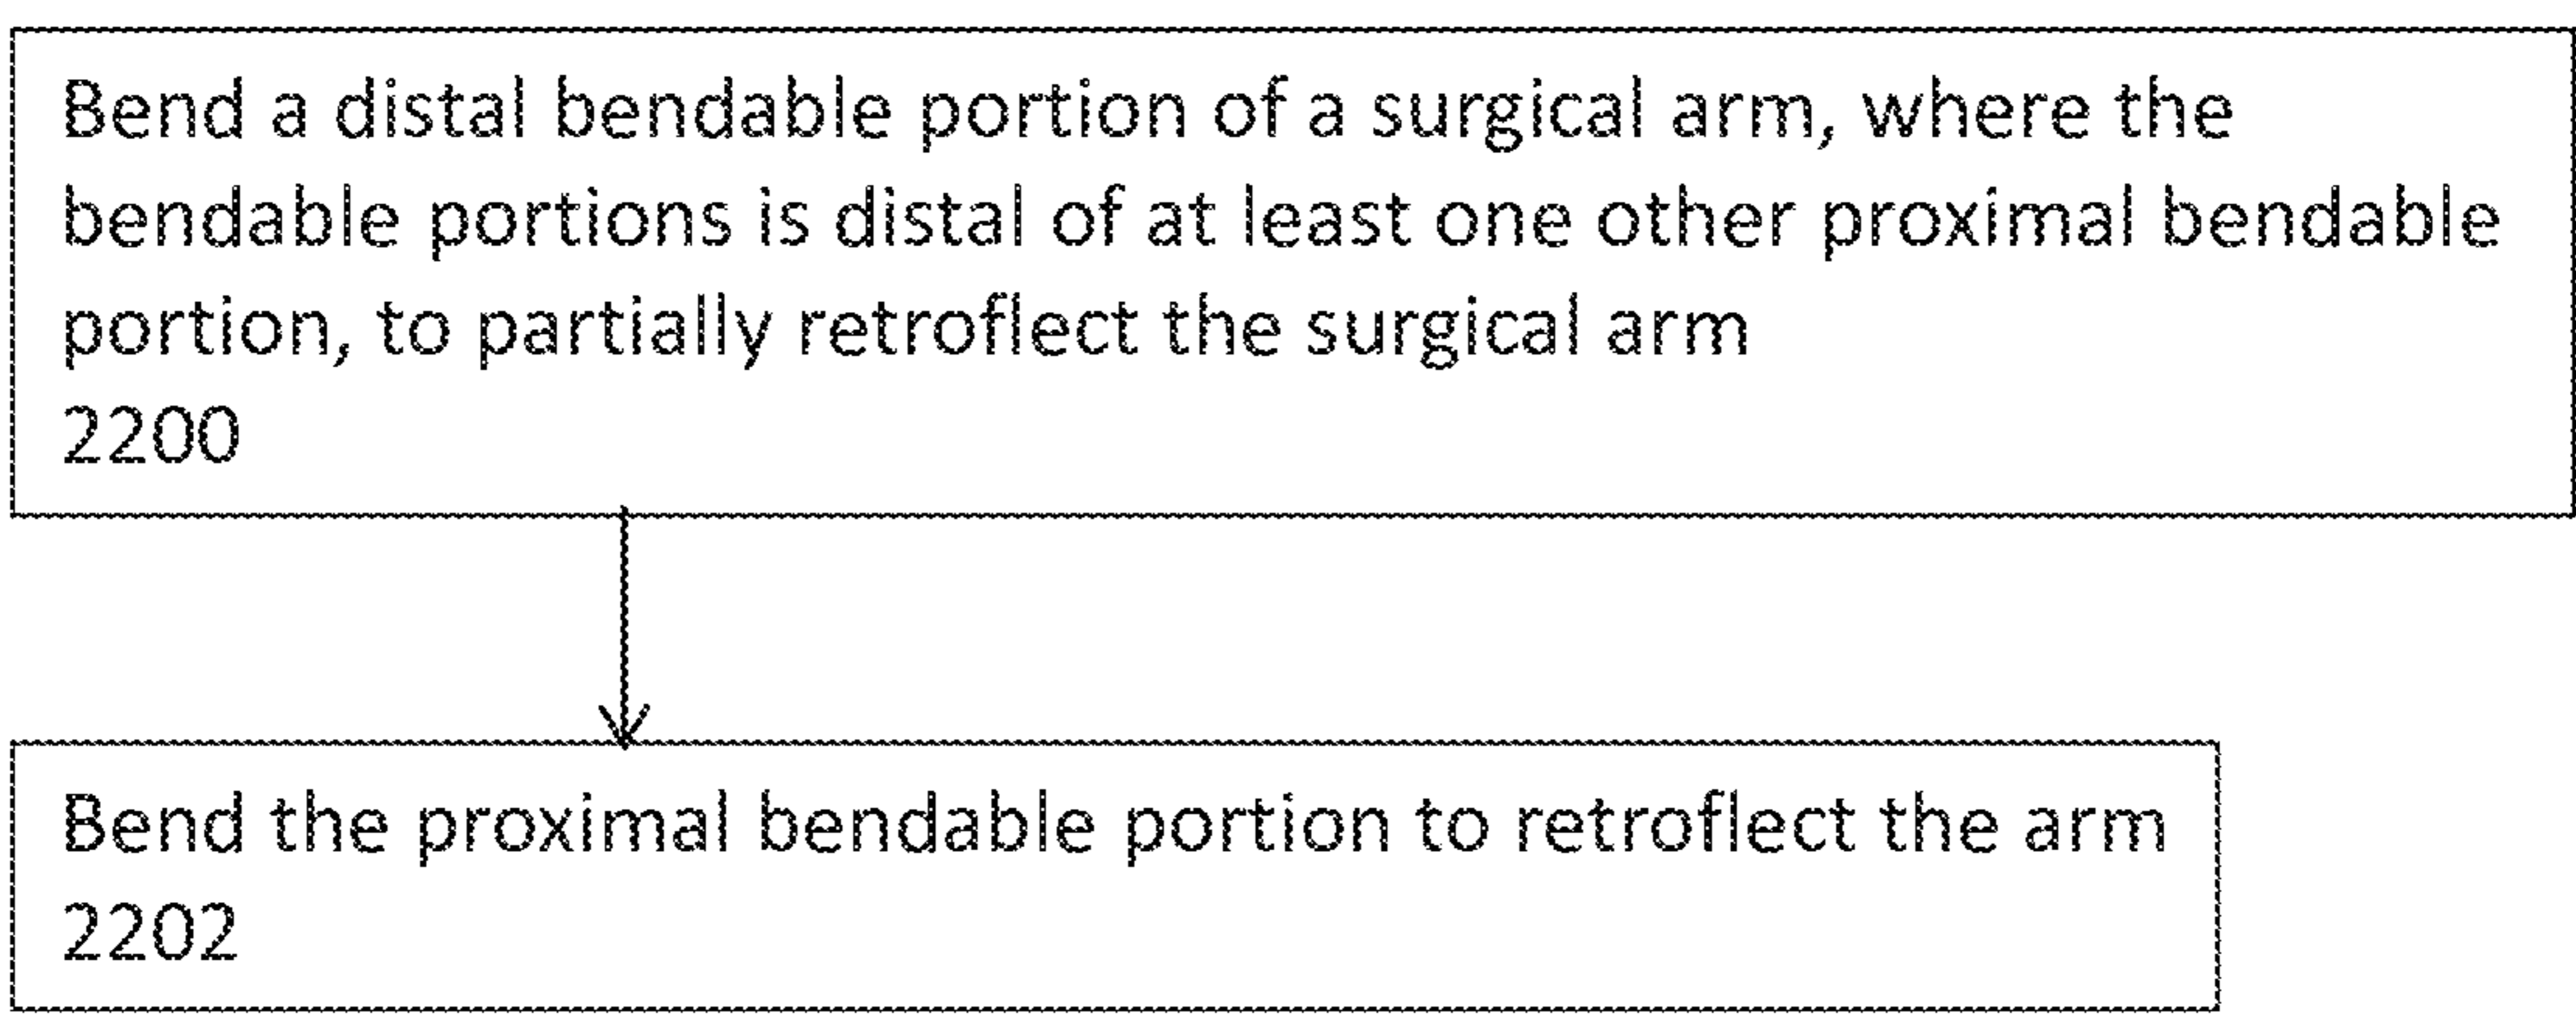 Bend a distal bendable portion of a surgical arm, where the
bendable portions is distal of at least one other proximal bendable
portion, to partially retroflect the surgical arm
2200
Bend the proximal bendable portion to retroflect the arm
2202